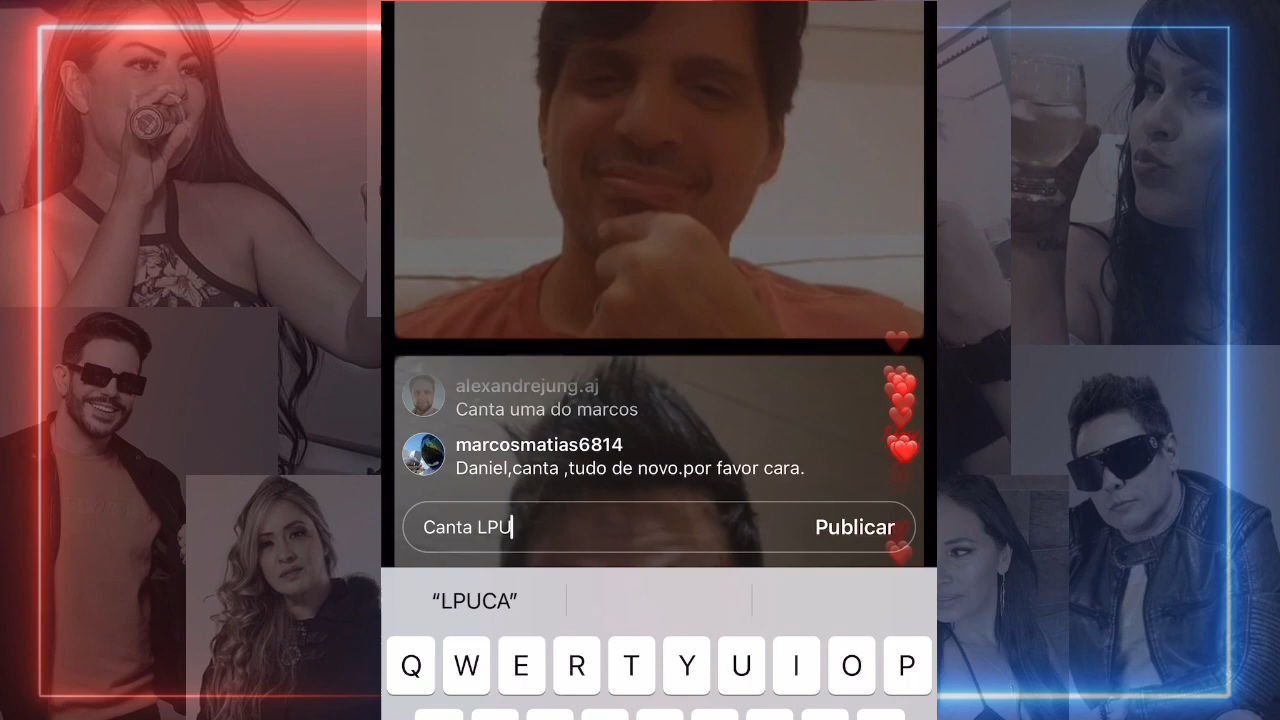 alexandrejung.aj
Canta uma do marcos
marcosmatias6814
Daniel,canta ,tudo de novo.por favor cara.
Canta LPU
Publicar
“LPUCA”
Q W E R T Y U I O P